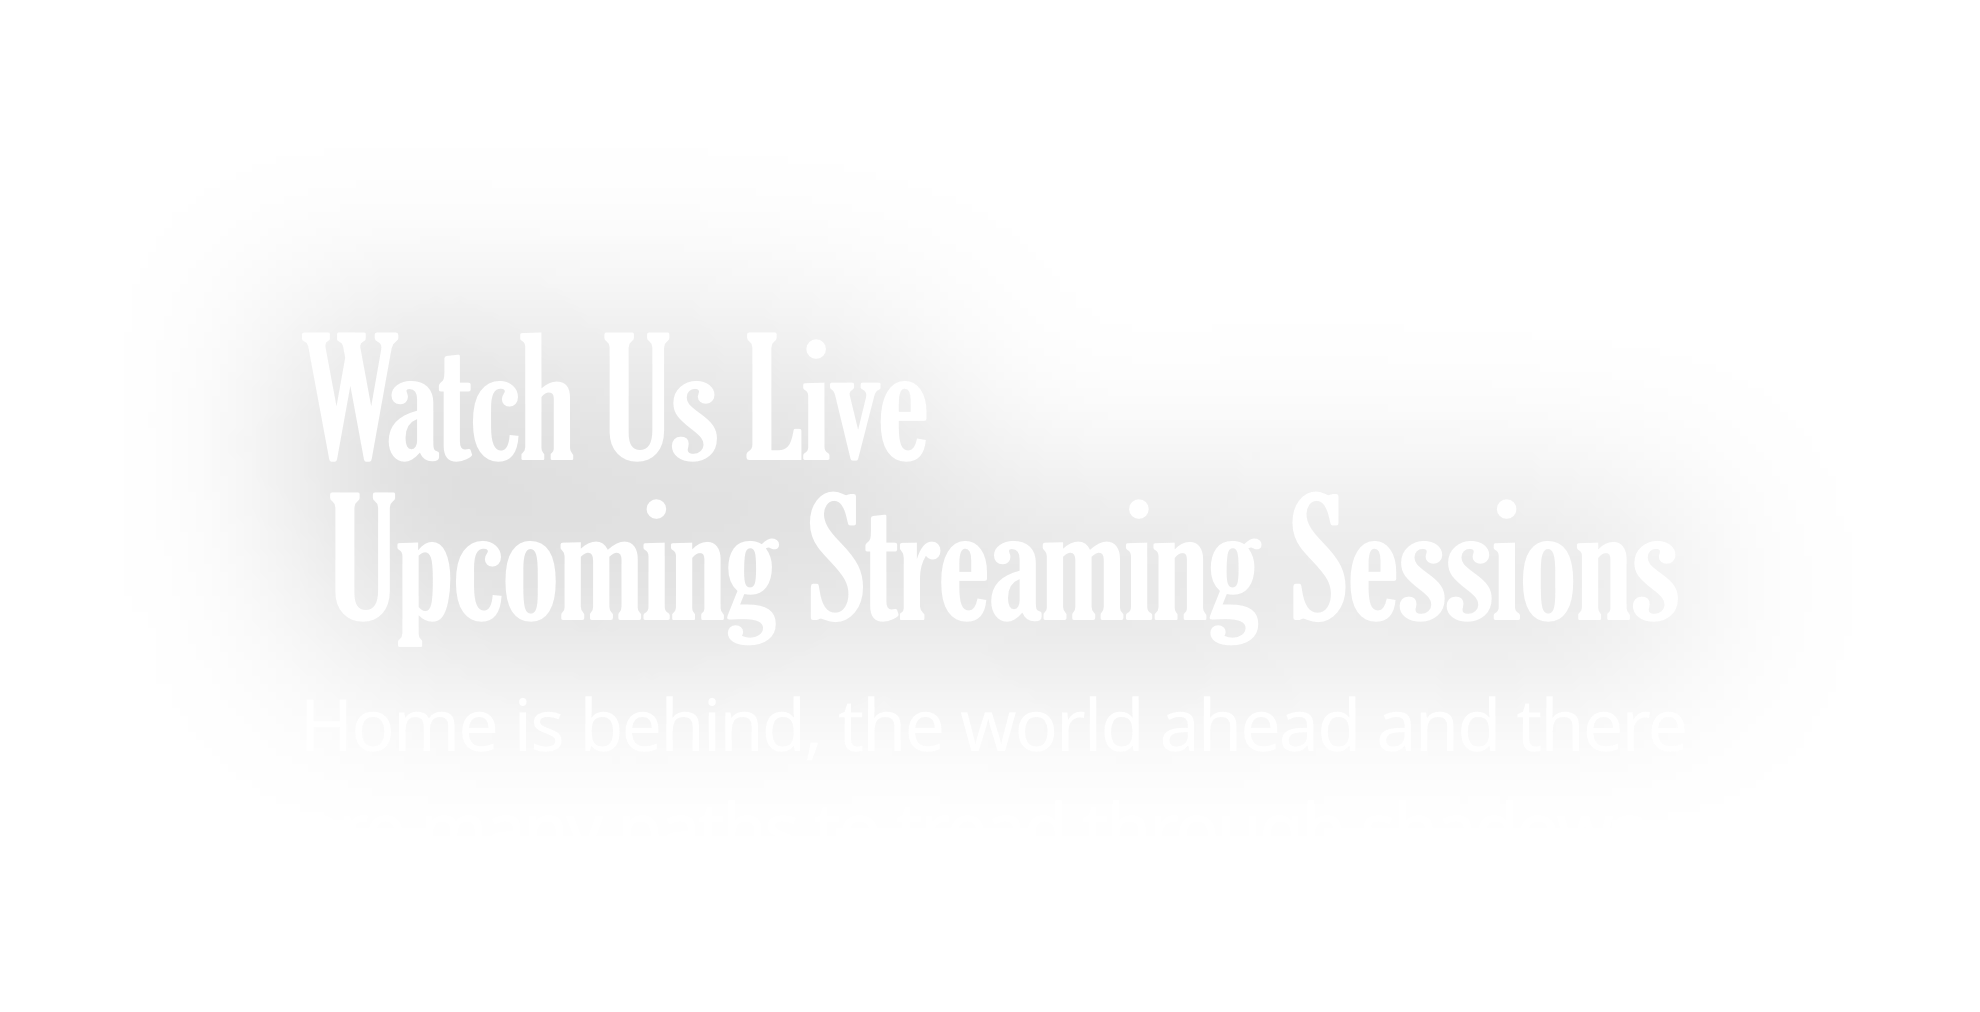 Watch Us Live
Upcoming Streaming Sessions
Home is behind, the world ahead and there